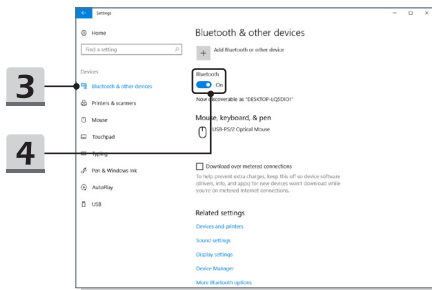 Settings
Home
Find a setting
Devices
Bluetooth & other devices
Printers & scanners
Mouse
Touchpad
Typing
Pen & Windows Ink
AutoPlay
USB
3
4
Bluetooth & other devices
Add Bluetooth or other device
Bluetooth
On
Now discoverable as "DESKTOP-LQ5DIO1"
Mouse, keyboard, & pen
USB-PS/2 Optical Mouse
Download over metered connections
To help prevent extra charges, keep this off so device software
(drivers, info, and apps) for new devices won't download while
you're on metered Internet connections.
Related settings
Devices and printers
Sound settings
Display settings
Device Manager
More Bluetooth options